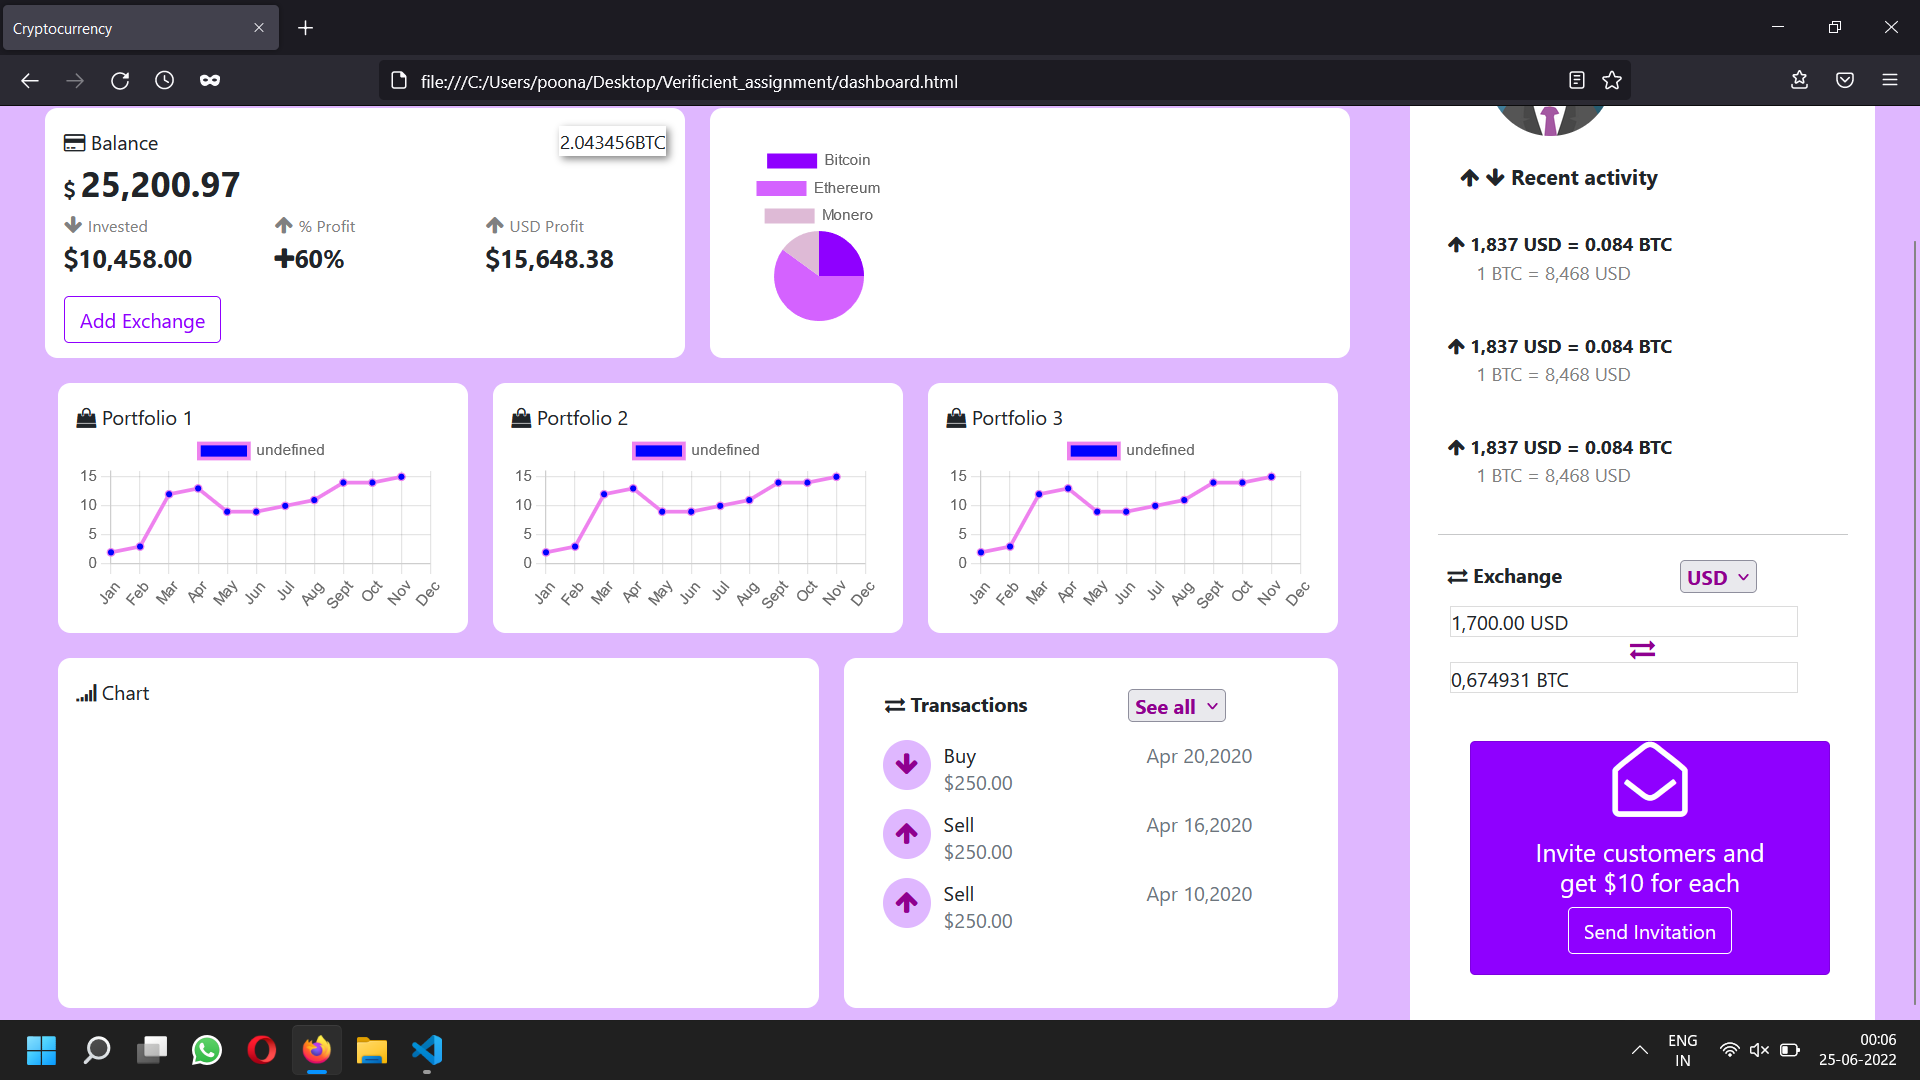 Cryptocurrency
file:///C:/Users/poona/Desktop/Verificient_assignment/dashboard.html
Balance
2.043456BTC
$ 25,200.97
Invested
% Profit
USD Profit
$10,458.00
+60%
$15,648.38
Add Exchange
Bitcoin
Ethereum
Monero
Recent activity
1,837 USD = 0.084 BTC
1 BTC = 8,468 USD
1,837 USD = 0.084 BTC
1 BTC = 8,468 USD
1,837 USD = 0.084 BTC
1 BTC = 8,468 USD
Portfolio 1
undefined
15
10
5
0
Jan Feb Mar Apr May Jun Jul Aug Sept Oct Nov Dec
Portfolio 2
undefined
15
10
5
0
Jan Feb Mar Apr May Jun Jul Aug Sept Oct Nov Dec
Portfolio 3
undefined
15
10
5
0
Jan Feb Mar Apr May Jun Jul Aug Sept Oct Nov Dec
Exchange
USD
1,700.00 USD
0,674931 BTC
Chart
Transactions
See all
Buy
Apr 20,2020
$250.00
Sell
Apr 16,2020
$250.00
Sell
Apr 10,2020
$250.00
Invite customers and
get $10 for each
Send Invitation
ENG
IN
00:06
25-06-2022